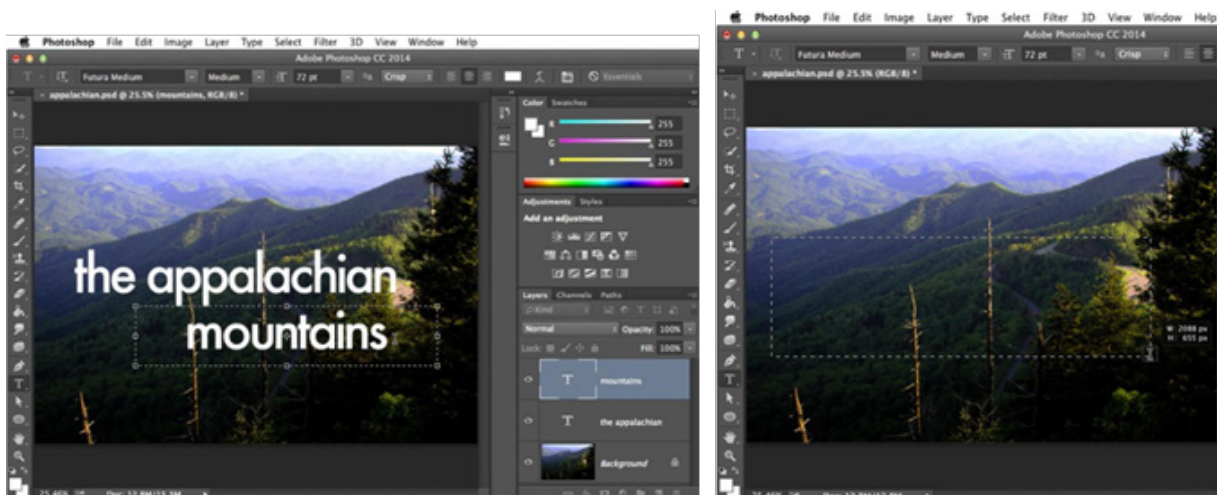 Photoshop File Edit Image Layer Type Select Filter 3D View Window Help
Adobe Photoshop CC 2014
T Futura Medium Medium 72 pt Crisp Essentials
× appalachian.psd @ 25.5% (mountains, RGB/8) *
the appalachian
mountains
Color Swatches
R 255
G 255
B 255
Adjustments Styles
Add an adjustment
Layers Channels Paths
Kind
Normal Opacity: 100%
Lock: Fill: 100%
T mountains
T the appalachian
Background
25.46%
Photoshop File Edit Image Layer Type Select Filter 3D View Window Help
Adobe Photoshop CC 2014
T Futura Medium Medium 72 pt Crisp
× appalachian.psd @ 25.5% (RGB/8) *
W: 2088 px
H: 655 px
25.46%